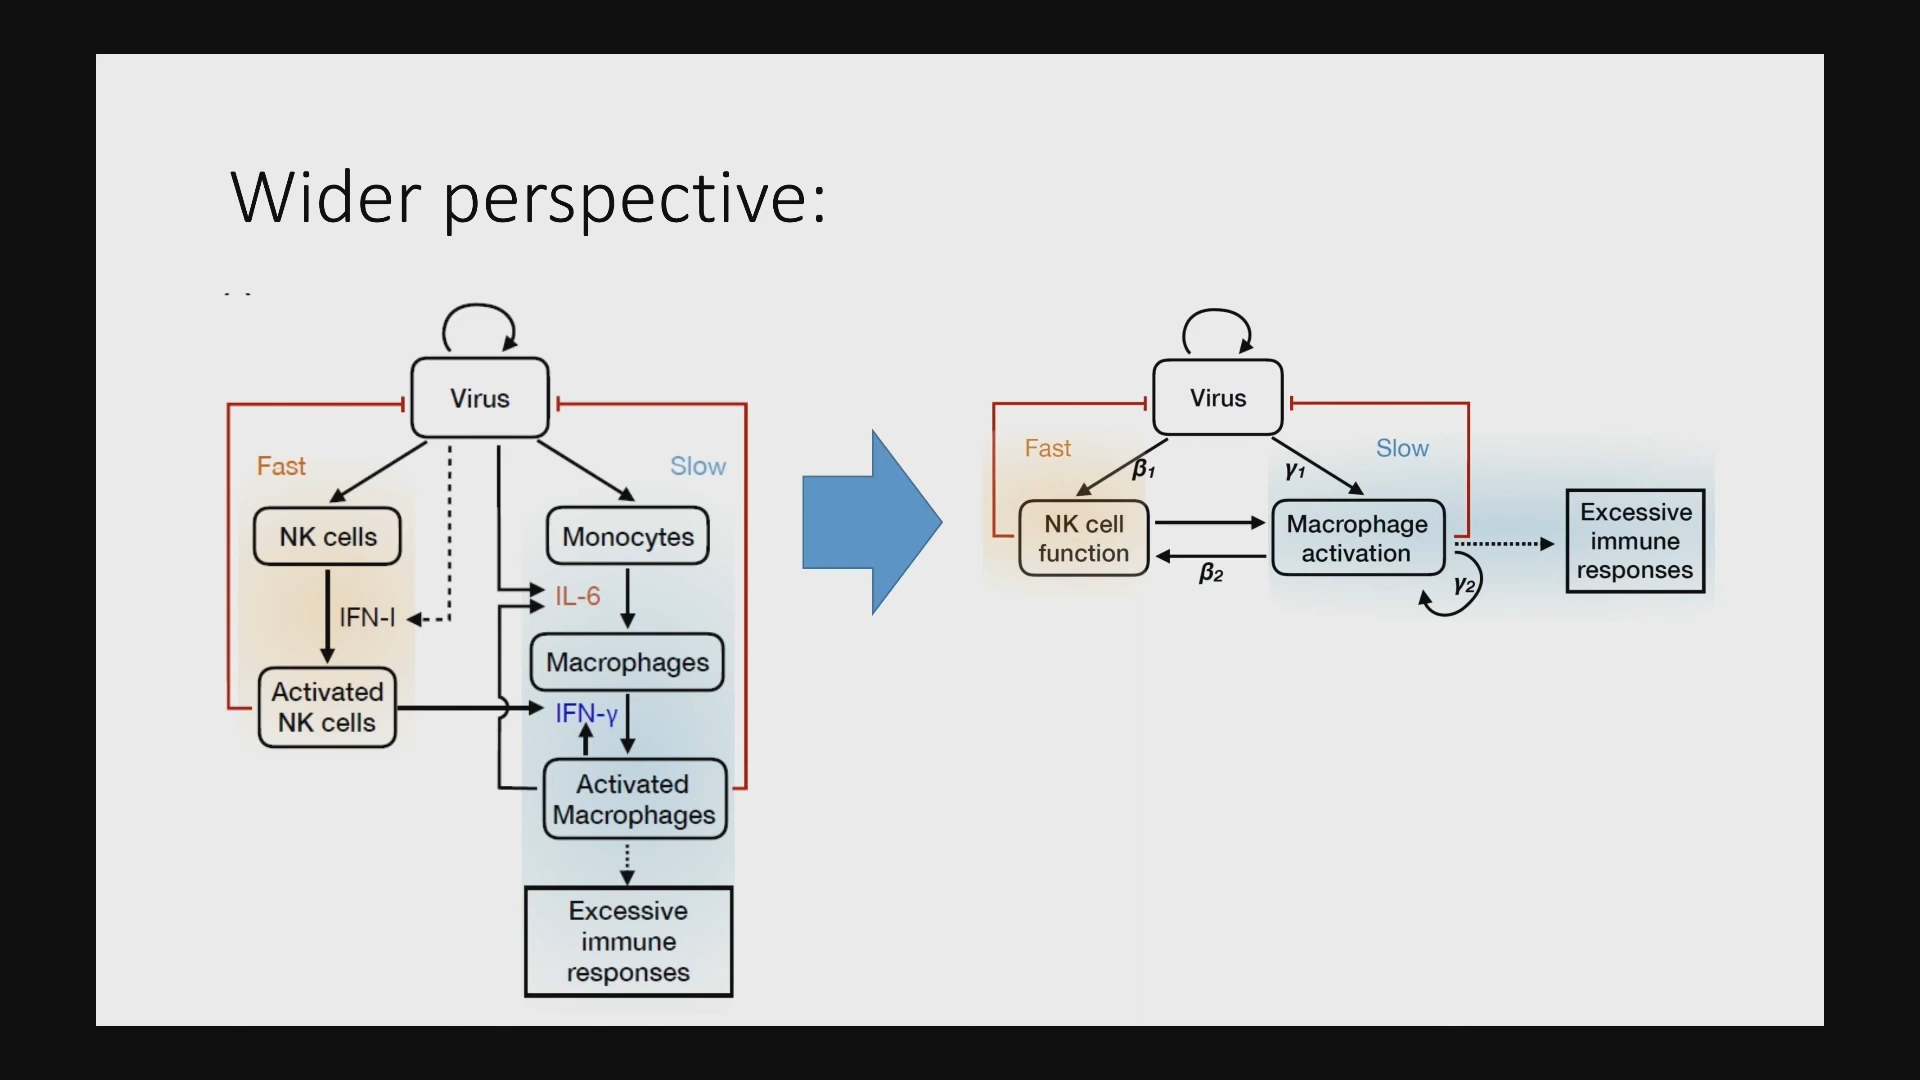 Wider perspective:
Virus
Fast
Slow
NK cells
Monocytes
IL-6
IFN-I
Macrophages
Activated
NK cells
IFN-γ
Activated
Macrophages
Excessive
immune
responses
Virus
Fast
Slow
β1
γ1
NK cell
function
Macrophage
activation
β2
γ2
Excessive
immune
responses